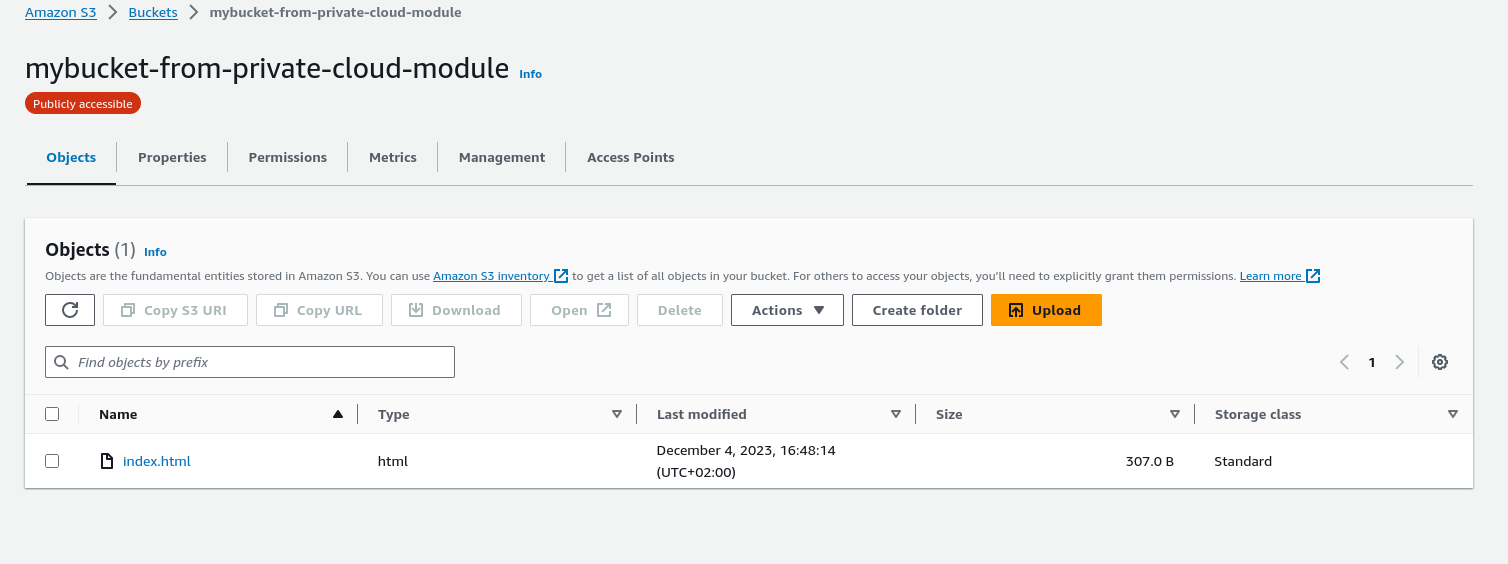 Amazon S3 > Buckets > mybucket-from-private-cloud-module
mybucket-from-private-cloud-module Info
Publicly accessible
Objects Properties Permissions Metrics Management Access Points
Objects (1) Info
Objects are the fundamental entities stored in Amazon S3. You can use Amazon S3 inventory to get a list of all objects in your bucket. For others to access your objects, you'll need to explicitly grant them permissions. Learn more
Copy S3 URI Copy URL Download Open Delete Actions Create folder Upload
Find objects by prefix 1
Name Type Last modified Size Storage class
index.html html December 4, 2023, 16:48:14 307.0 B Standard
(UTC+02:00)